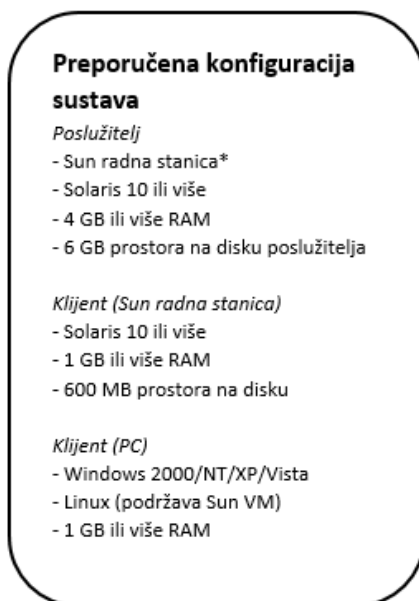 Preporučena konfiguracija
sustava
Poslužitelj
- Sun radna stanica*
- Solaris 10 ili više
- 4 GB ili više RAM
- 6 GB prostora na disku poslužitelja
Klijent (Sun radna stanica)
- Solaris 10 ili više
- 1 GB ili više RAM
- 600 MB prostora na disku
Klijent (PC)
- Windows 2000/NT/XP/Vista
- Linux (podržava Sun VM)
- 1 GB ili više RAM